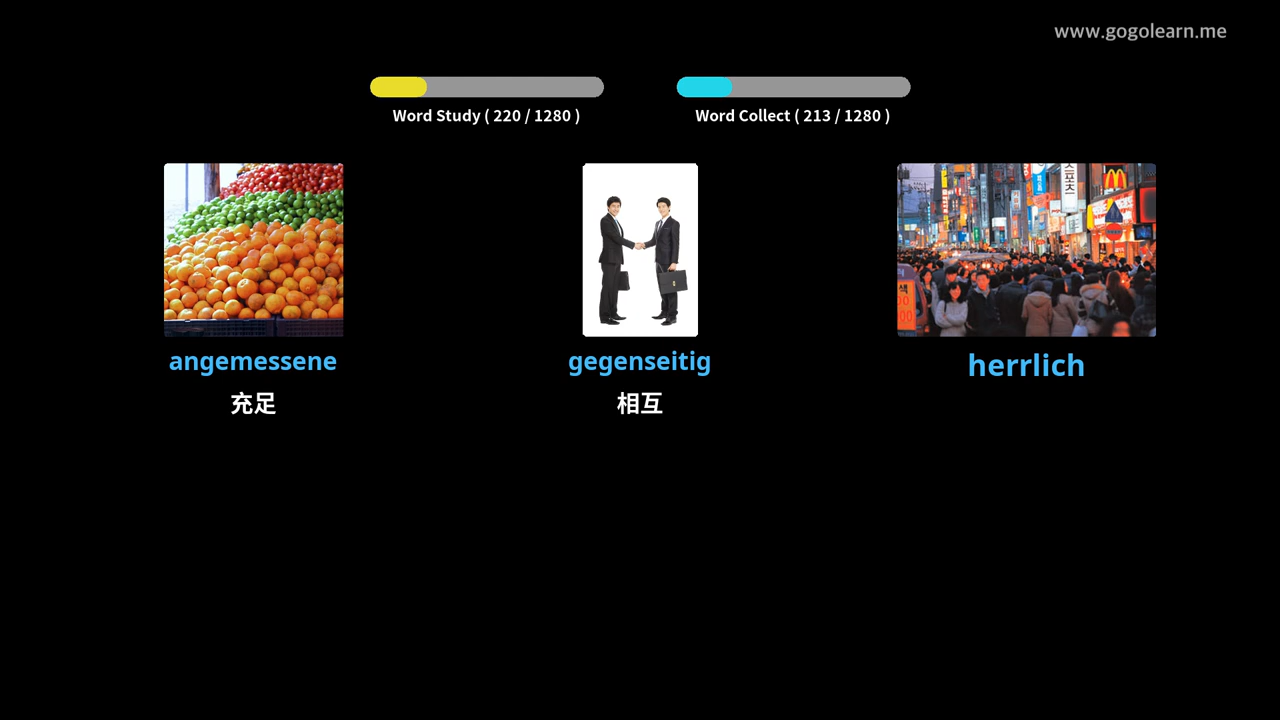 www.gogolearn.me
Word Study ( 220 / 1280 )
Word Collect ( 213 / 1280 )
angemessene
gegenseitig
herrlich
充足
相互